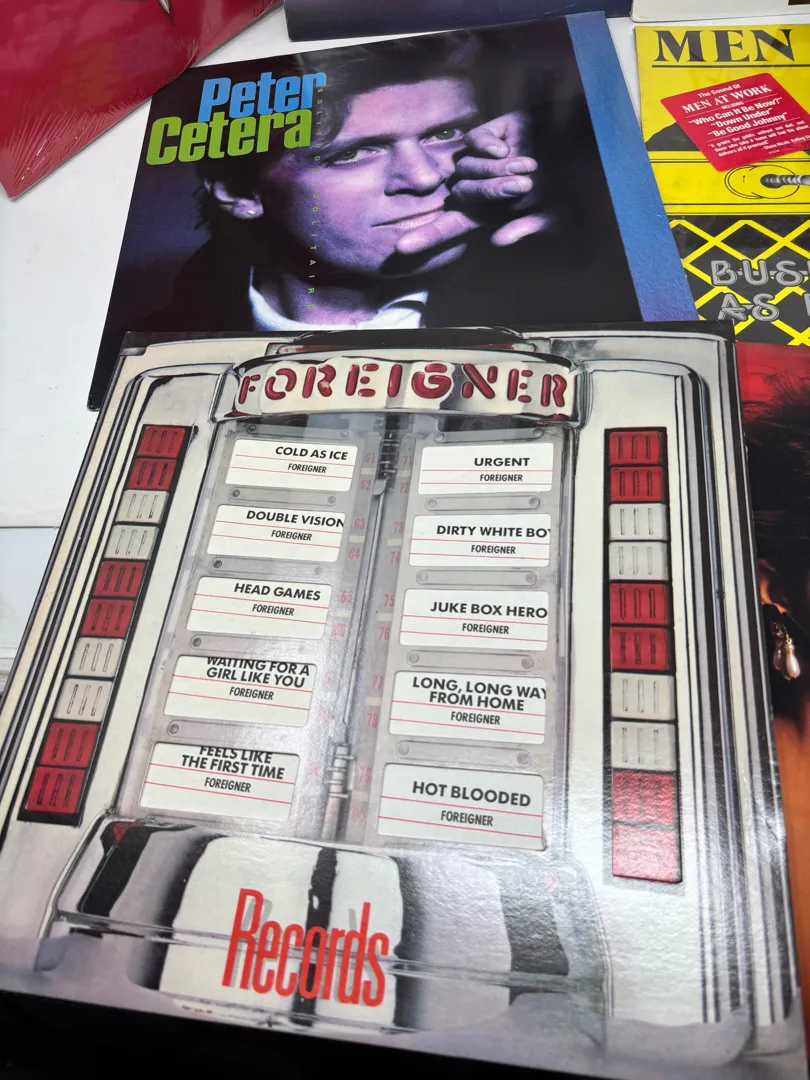 Peter
Cetera
SOLITUDE/SOLITAIRE
MEN
The Sound Of
MEN AT WORK
"Who Can It Be Now?"
"Down Under"
"Be Good Johnny"
BUS
AS
FOREIGNER
COLD AS ICE
FOREIGNER
DOUBLE VISION
FOREIGNER
HEAD GAMES
FOREIGNER
WAITING FOR A
GIRL LIKE YOU
FOREIGNER
FEELS LIKE
THE FIRST TIME
FOREIGNER
URGENT
FOREIGNER
DIRTY WHITE BOY
FOREIGNER
JUKE BOX HERO
FOREIGNER
LONG, LONG WAY
FROM HOME
FOREIGNER
HOT BLOODED
FOREIGNER
Records